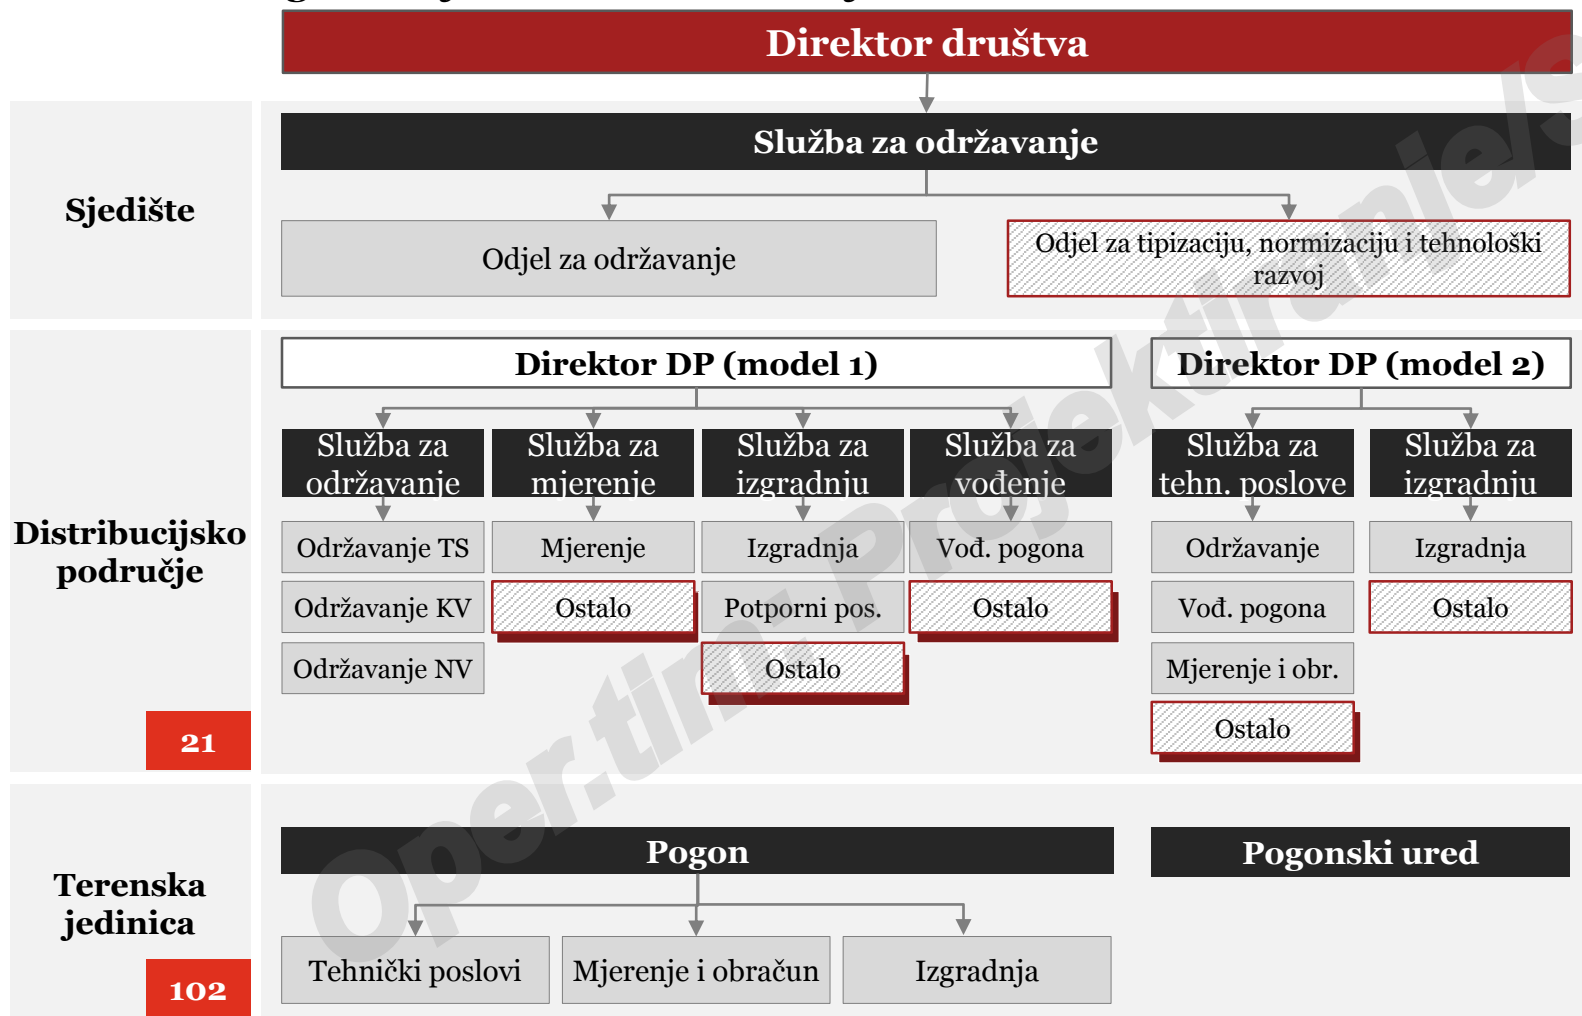 Direktor društva
Služba za održavanje
Sjedište
Odjel za održavanje
Odjel za tipizaciju, normizaciju i tehnološki
razvoj
Direktor DP (model 1)
Direktor DP (model 2)
Služba za
održavanje
Služba za
mjerenje
Služba za
izgradnju
Služba za
vođenje
Služba za
tehn. poslove
Služba za
izgradnju
Distribucijsko
područje
Održavanje TS
Mjerenje
Izgradnja
Vođ. pogona
Održavanje
Izgradnja
Održavanje KV
Ostalo
Potporni pos.
Ostalo
Vođ. pogona
Ostalo
Održavanje NV
Ostalo
Mjerenje i obr.
Ostalo
21
Pogon
Pogonski ured
Terenska
jedinica
Tehnički poslovi
Mjerenje i obračun
Izgradnja
102
Oper.tim: Projektiranje/S